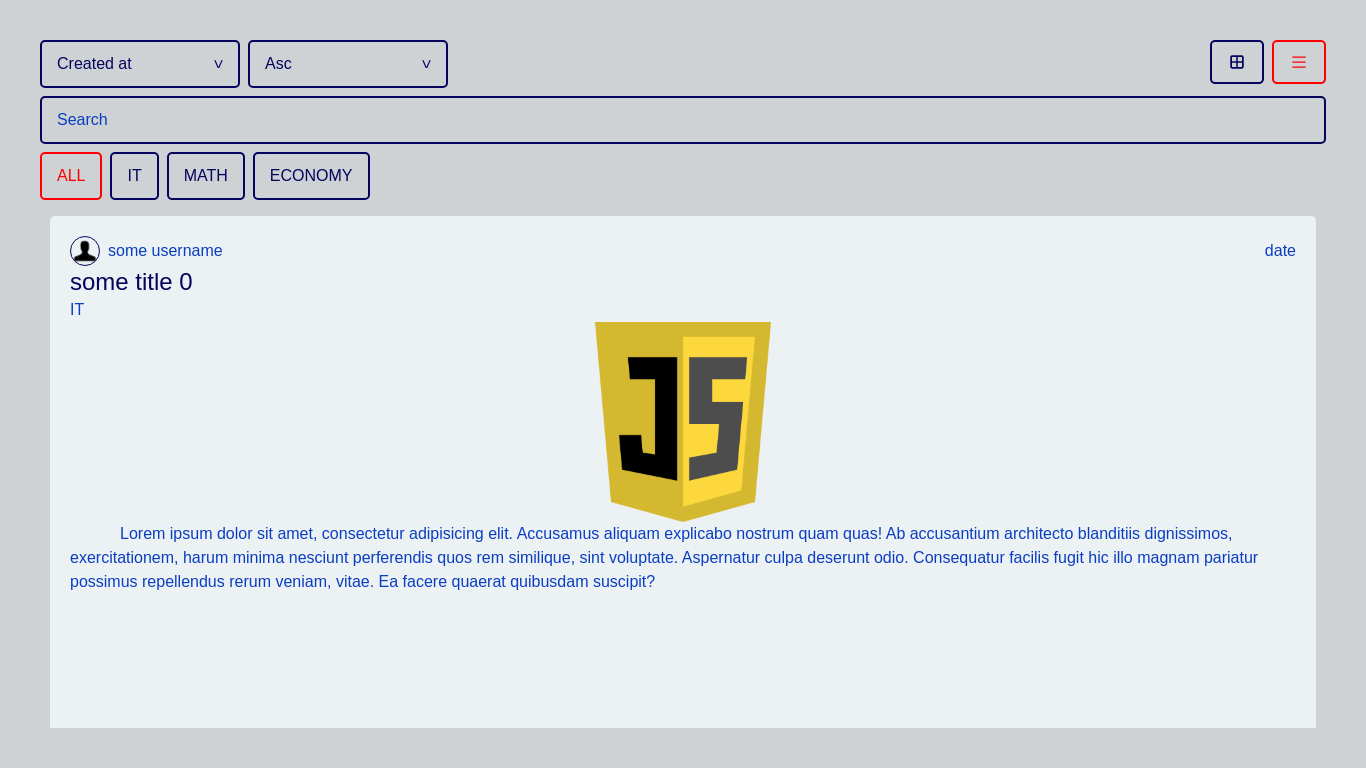 Created at
Asc
Search
ALL IT MATH ECONOMY
some username
date
some title 0
IT
JS
Lorem ipsum dolor sit amet, consectetur adipisicing elit. Accusamus aliquam explicabo nostrum quam quas! Ab accusantium architecto blanditiis dignissimos,
exercitationem, harum minima nesciunt perferendis quos rem similique, sint voluptate. Aspernatur culpa deserunt odio. Consequatur facilis fugit hic illo magnam pariatur
possimus repellendus rerum veniam, vitae. Ea facere quaerat quibusdam suscipit?